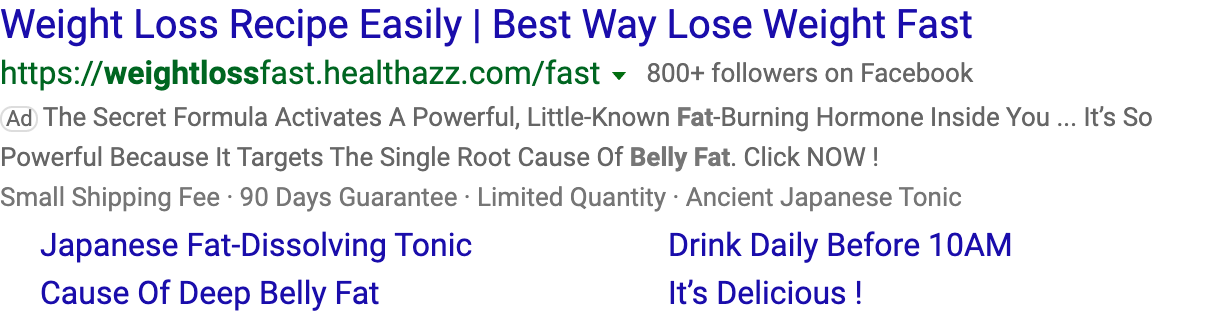 Weight Loss Recipe Easily | Best Way Lose Weight Fast
https://weightlossfast.healthazz.com/fast 800+ followers on Facebook
Ad The Secret Formula Activates A Powerful, Little-Known Fat-Burning Hormone Inside You ... It’s So
Powerful Because It Targets The Single Root Cause Of Belly Fat. Click NOW !
Small Shipping Fee · 90 Days Guarantee · Limited Quantity · Ancient Japanese Tonic
Japanese Fat-Dissolving Tonic Drink Daily Before 10AM
Cause Of Deep Belly Fat It’s Delicious !